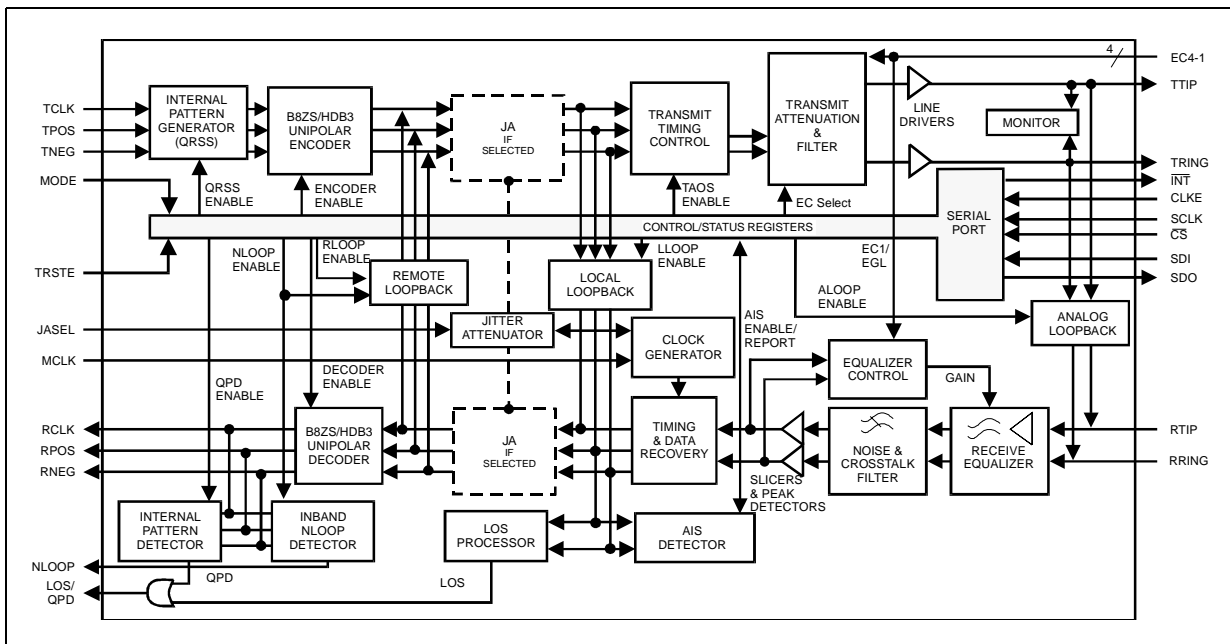 4
EC4-1
TTIP
LINE
DRIVERS
MONITOR
TRING
TCLK
TPOS
TNEG
MODE
INTERNAL
PATTERN
GENERATOR
(QRSS)
B8ZS/HDB3
UNIPOLAR
ENCODER
JA
IF
SELECTED
TRANSMIT
TIMING
CONTROL
TRANSMIT
ATTENUATION
&
FILTER
QRSS
ENABLE
ENCODER
ENABLE
TAOS
ENABLE
EC Select
CONTROL/STATUS REGISTERS
SERIAL
PORT
INT
CLKE
SCLK
CS
SDI
SDO
TRSTE
NLOOP
ENABLE
RLOOP
ENABLE
REMOTE
LOOPBACK
LOCAL
LOOPBACK
LLOOP
ENABLE
EC1/
EGL
ALOOP
ENABLE
ANALOG
LOOPBACK
JASEL
MCLK
JITTER
ATTENUATOR
CLOCK
GENERATOR
AIS
ENABLE/
REPORT
EQUALIZER
CONTROL
GAIN
QPD
ENABLE
DECODER
ENABLE
RCLK
RPOS
RNEG
B8ZS/HDB3
UNIPOLAR
DECODER
JA
IF
SELECTED
TIMING
& DATA
RECOVERY
SLICERS
& PEAK
DETECTORS
NOISE &
CROSSTALK
FILTER
RECEIVE
EQUALIZER
RTIP
RRING
INTERNAL
PATTERN
DETECTOR
INBAND
NLOOP
DETECTOR
LOS
PROCESSOR
AIS
DETECTOR
NLOOP
LOS/
QPD
QPD
LOS